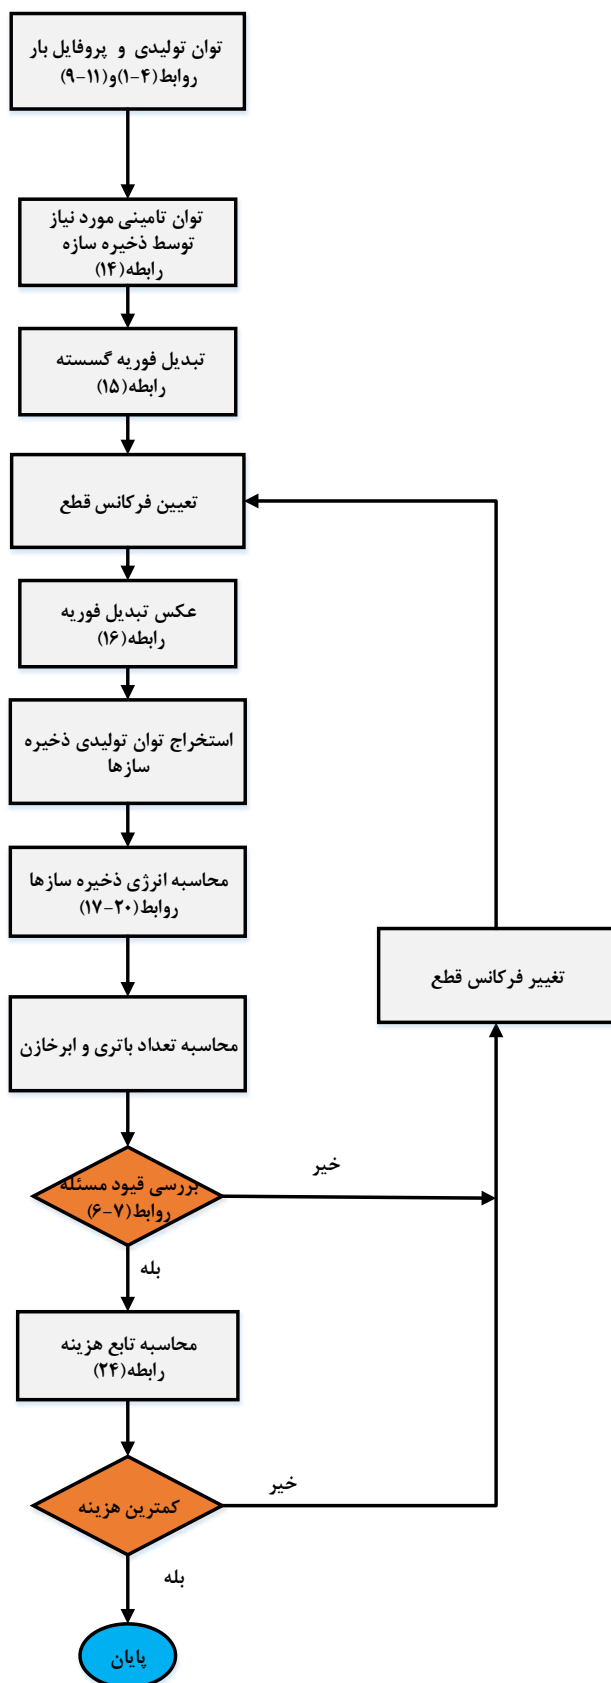 توان تولیدی و پروفایل بار
روابط(۴-۱)و(۱۱-۹)
توان تامینی مورد نیاز
توسط ذخیره سازه
رابطه(۱۴)
تبدیل فوریه گسسته
رابطه(۱۵)
تعیین فرکانس قطع
عکس تبدیل فوریه
رابطه(۱۶)
استخراج توان تولیدی ذخیره
سازها
محاسبه انرژی ذخیره سازها
روابط(۲۰-۱۷)
تغییر فرکانس قطع
محاسبه تعداد باتری و ابرخازن
بررسی قیود مسئله
روابط(۷-۶)
خیر
بله
محاسبه تابع هزینه
رابطه(۲۴)
کمترین هزینه
خیر
بله
پایان